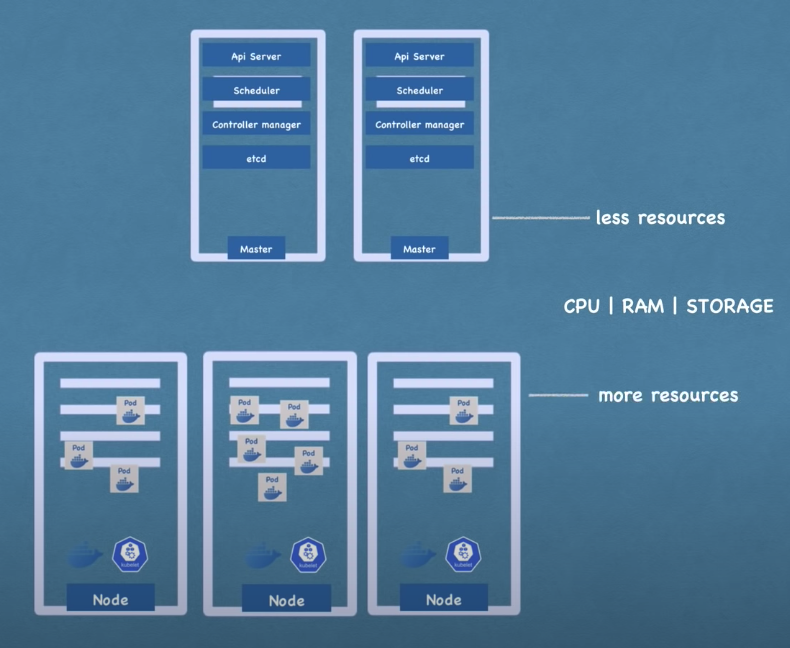 Api Server
Scheduler
Controller manager
etcd
Master
Api Server
Scheduler
Controller manager
etcd
Master
less resources
CPU | RAM | STORAGE
more resources
Pod
Pod
Pod
kubelet
Node
Pod
Pod
Pod
Pod
Pod
kubelet
Node
Pod
Pod
Pod
kubelet
Node